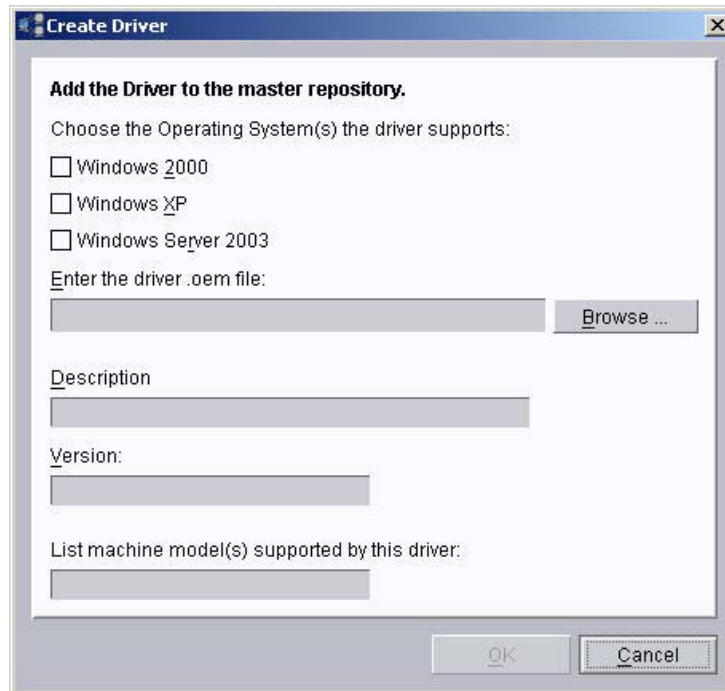 Create Driver
Add the Driver to the master repository.
Choose the Operating System(s) the driver supports:
Windows 2000
Windows XP
Windows Server 2003
Enter the driver .oem file:
Browse ...
Description
Version:
List machine model(s) supported by this driver:
OK Cancel